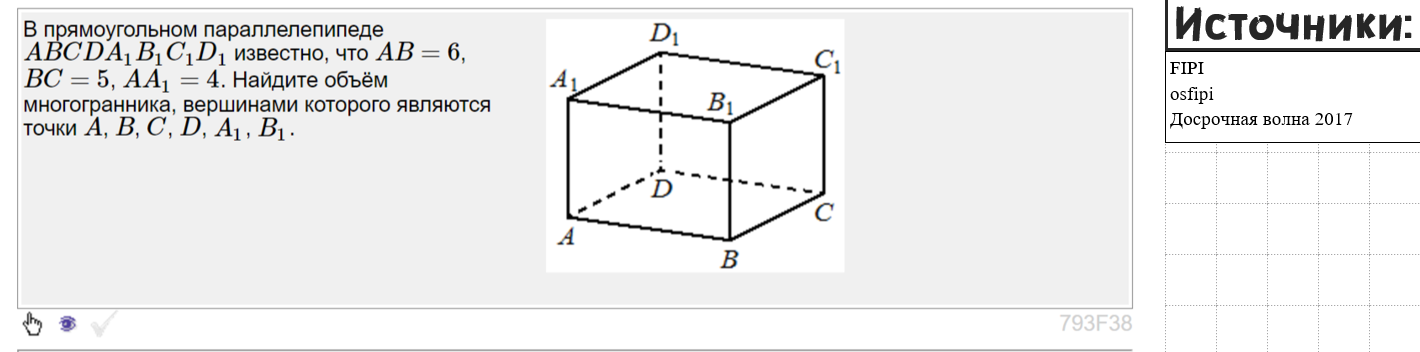 В прямоугольном параллелепипеде
ABCDA₁B₁C₁D₁ известно, что AB = 6,
BC = 5, AA₁ = 4. Найдите объём
многогранника, вершинами которого являются
точки A, B, C, D, A₁, B₁.
D₁
C₁
A₁
B₁
D
C
A
B
793F38
Источники:
FIPI
osfipi
Досрочная волна 2017